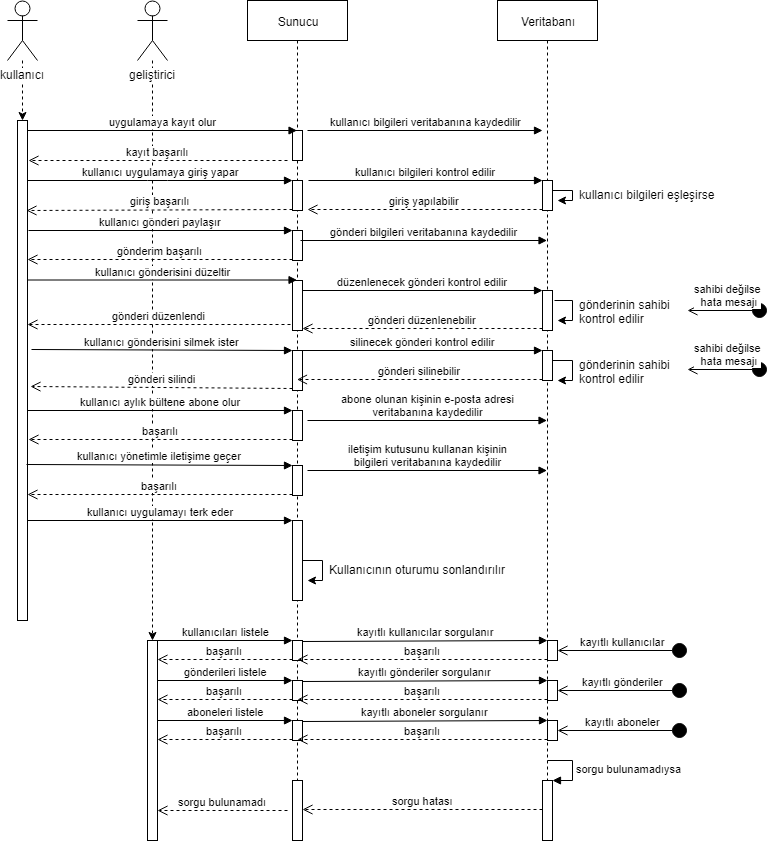 Sunucu
Veritabanı
kullanıcı
geliştirici
uygulamaya kayıt olur
kullanıcı bilgileri veritabanına kaydedilir
kayıt başarılı
kullanıcı uygulamaya giriş yapar
kullanıcı bilgileri kontrol edilir
kullanıcı bilgileri eşleşirse
giriş başarılı
giriş yapılabilir
kullanıcı gönderi paylaşır
gönderi bilgileri veritabanına kaydedilir
gönderim başarılı
kullanıcı gönderisini düzeltir
düzenlenecek gönderi kontrol edilir
sahibi değilse
hata mesajı
gönderinin sahibi
kontrol edilir
gönderi düzenlendi
gönderi düzenlenebilir
kullanıcı gönderisini silmek ister
silinecek gönderi kontrol edilir
sahibi değilse
hata mesajı
gönderinin sahibi
kontrol edilir
gönderi silindi
gönderi silinebilir
kullanıcı aylık bültene abone olur
abone olunan kişinin e-posta adresi
veritabanına kaydedilir
başarılı
kullanıcı yönetimle iletişime geçer
iletişim kutusunu kullanan kişinin
bilgileri veritabanına kaydedilir
başarılı
kullanıcı uygulamayı terk eder
Kullanıcının oturumu sonlandırılır
kullanıcıları listele
kayıtlı kullanıcılar sorgulanır
kayıtlı kullanıcılar
başarılı
başarılı
gönderileri listele
kayıtlı gönderiler sorgulanır
kayıtlı gönderiler
başarılı
başarılı
aboneleri listele
kayıtlı aboneler sorgulanır
kayıtlı aboneler
başarılı
başarılı
sorgu bulunamadıysa
sorgu bulunamadı
sorgu hatası